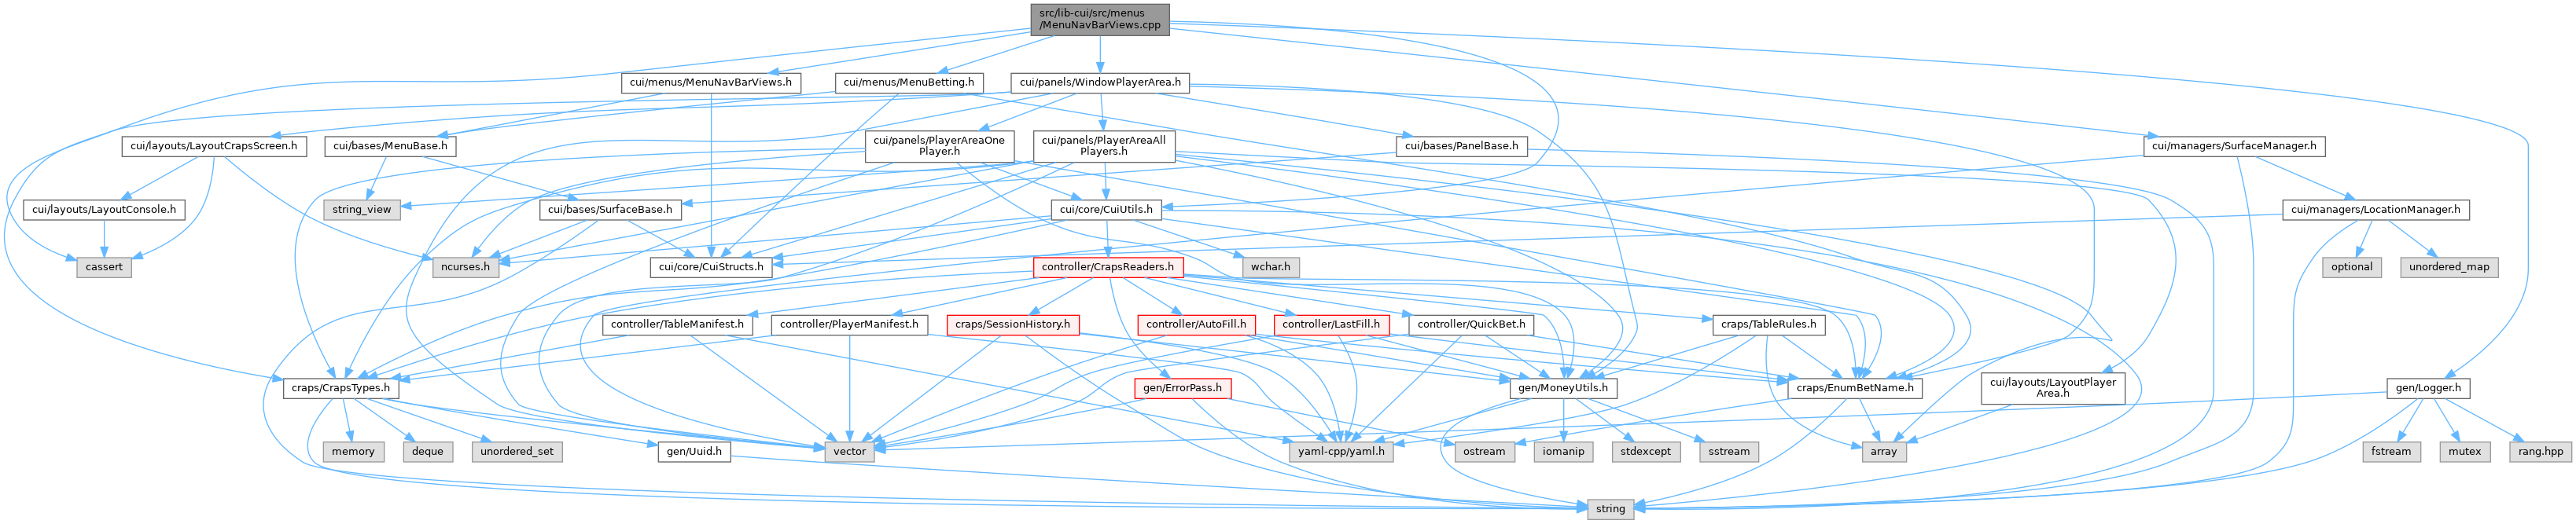 src/lib-cui/src/menus
/MenuNavBarViews.cpp
cui/menus/MenuNavBarViews.h
cui/menus/MenuBetting.h
cui/panels/WindowPlayerArea.h
cui/layouts/LayoutCrapsScreen.h
cui/bases/MenuBase.h
cui/panels/PlayerAreaOne
Player.h
cui/panels/PlayerAreaAll
Players.h
cui/bases/PanelBase.h
cui/managers/SurfaceManager.h
cui/layouts/LayoutConsole.h
string_view
cui/bases/SurfaceBase.h
cui/core/CuiUtils.h
cui/managers/LocationManager.h
cassert
ncurses.h
cui/core/CuiStructs.h
controller/CrapsReaders.h
wchar.h
optional
unordered_map
controller/TableManifest.h
controller/PlayerManifest.h
craps/SessionHistory.h
controller/AutoFill.h
controller/LastFill.h
controller/QuickBet.h
craps/TableRules.h
craps/CrapsTypes.h
gen/ErrorPass.h
gen/MoneyUtils.h
craps/EnumBetName.h
cui/layouts/LayoutPlayer
Area.h
gen/Logger.h
memory
deque
unordered_set
gen/Uuid.h
vector
yaml-cpp/yaml.h
ostream
iomanip
stdexcept
sstream
array
fstream
mutex
rang.hpp
string